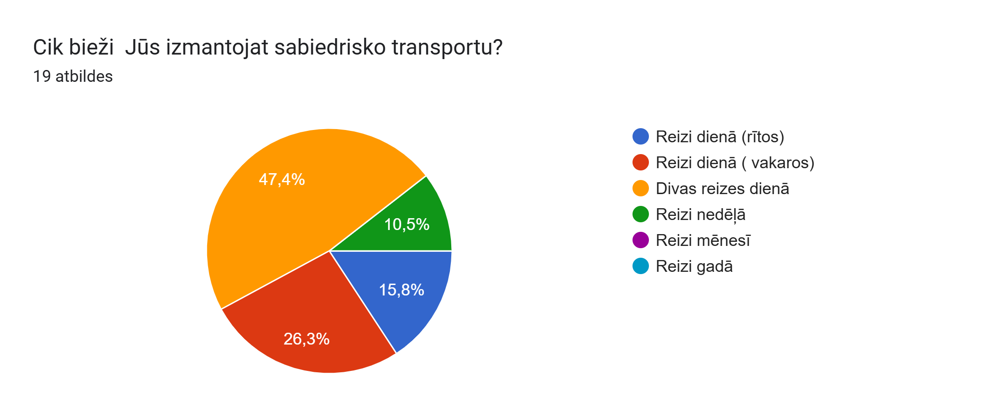 Cik bieži  Jūs izmantojat sabiedrisko transportu?
19 atbildes
47,4%
10,5%
15,8%
26,3%
Reizi dienā (rītos)
Reizi dienā ( vakaros)
Divas reizes dienā
Reizi nedēļā
Reizi mēnesī
Reizi gadā